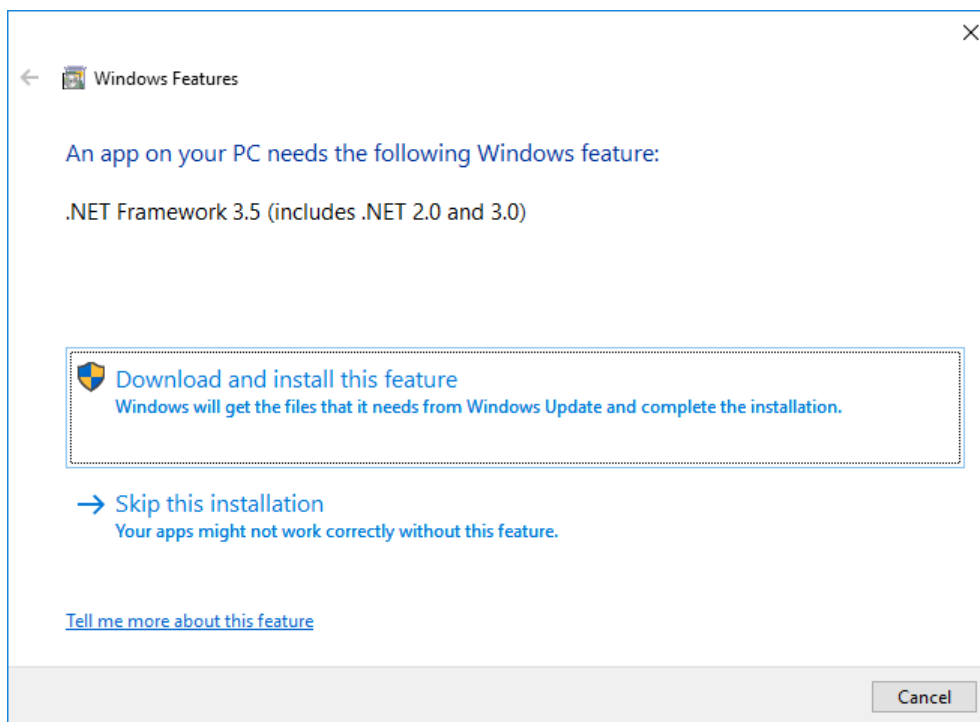 Windows Features
An app on your PC needs the following Windows feature:
.NET Framework 3.5 (includes .NET 2.0 and 3.0)
Download and install this feature
Windows will get the files that it needs from Windows Update and complete the installation.
Skip this installation
Your apps might not work correctly without this feature.
Tell me more about this feature
Cancel